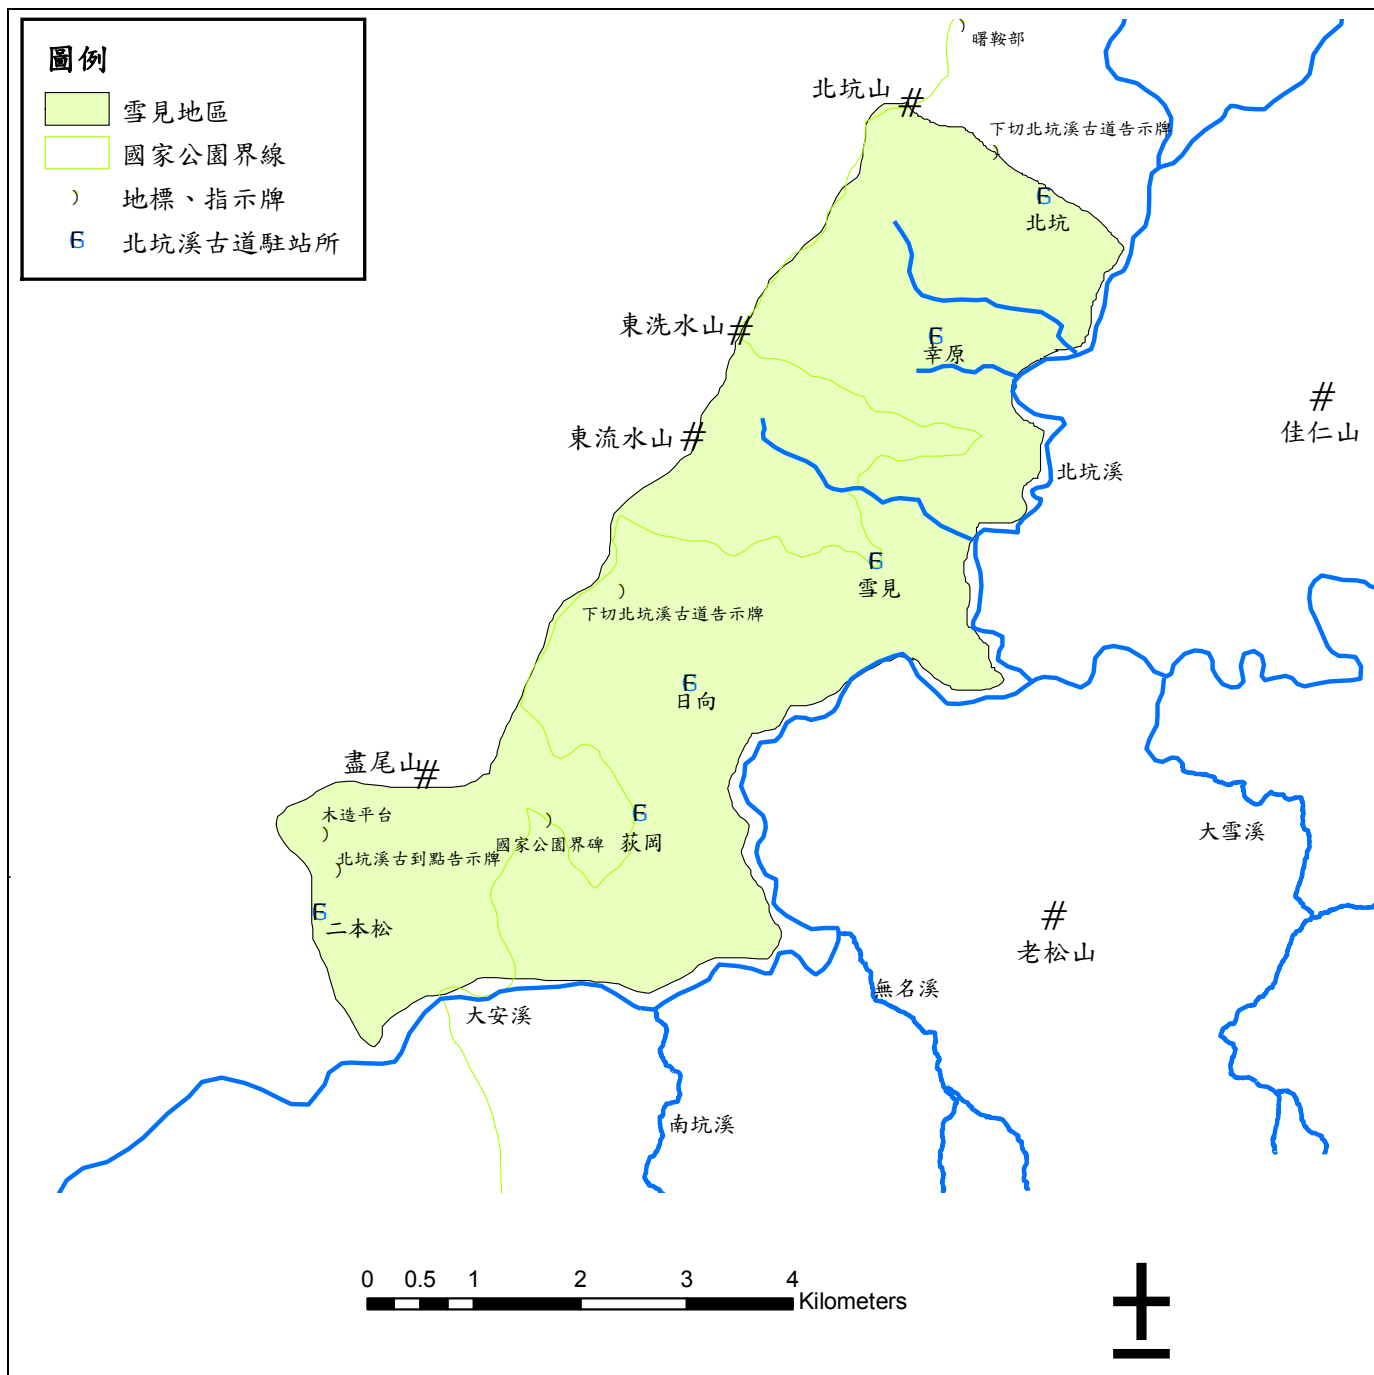 圖例
雪見地區
國家公園界線
地標、指示牌
北坑溪古道駐站所
曙鞍部
北坑山
下切北坑溪古道告示牌
北坑
東洗水山
幸原
東流水山
佳仁山
北坑溪
雪見
下切北坑溪古道告示牌
日向
盡尾山
木造平台
國家公園界碑
荻岡
北坑溪古到點告示牌
大雪溪
二本松
老松山
無名溪
大安溪
南坑溪
0 0.5 1 2 3 4
Kilometers